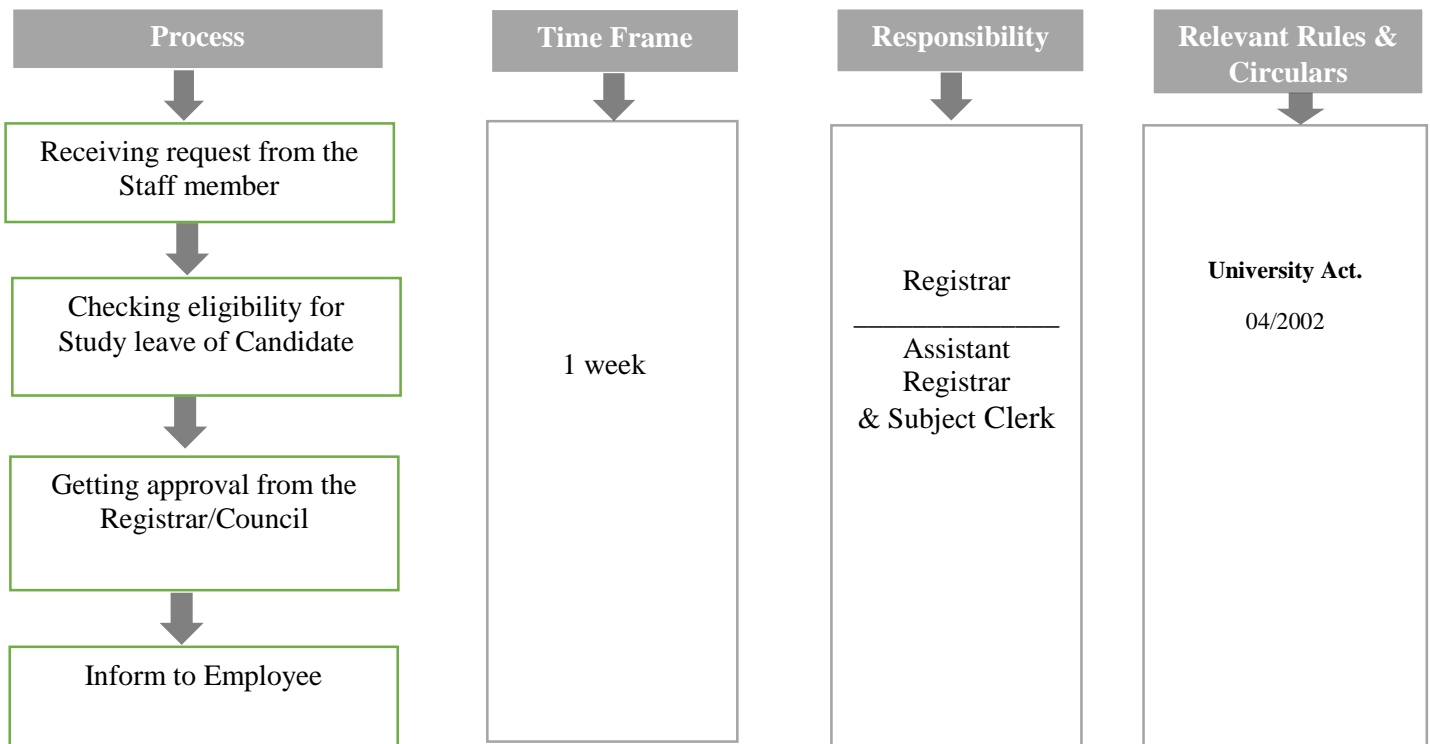 Process
Time Frame
Responsibility
Relevant Rules &
Circulars
Receiving request from the
Staff member
Checking eligibility for
Study leave of Candidate
Getting approval from the
Registrar/Council
Inform to Employee
1 week
Registrar
Assistant
Registrar
& Subject Clerk
University Act.
04/2002